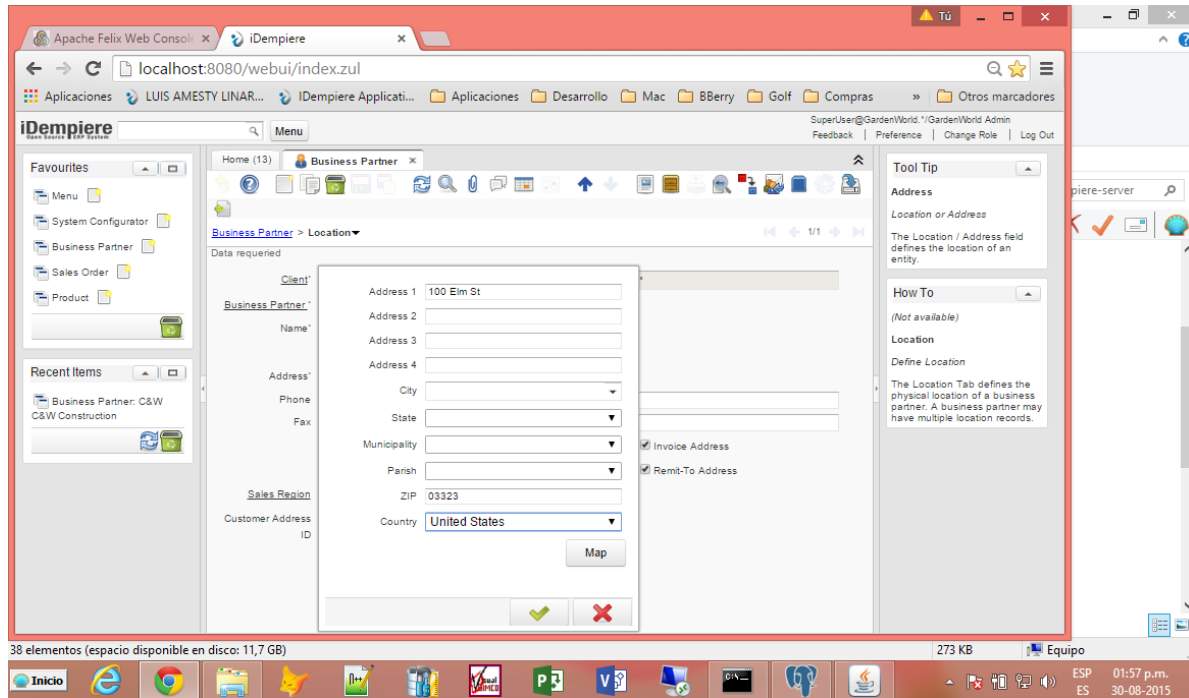 Tú
Apache Felix Web Consol
iDempiere
localhost:8080/webui/index.zul
Aplicaciones
LUIS AMESTY LINAR...
IDempiere Applicati...
Aplicaciones
Desarrollo
Mac
BBerry
Golf
Compras
»
Otros marcadores
iDempiere
Open Source ERP System
Menu
SuperUser@GardenWorld.*/GardenWorld Admin
Feedback | Preference | Change Role | Log Out
Favourites
Menu
System Configurator
Business Partner
Sales Order
Product
Recent Items
Business Partner: C&W
C&W Construction
Home (13)
Business Partner
Business Partner > Location
1/1
Data requeried
Client*
Business Partner *
Name*
Address*
Phone
Fax
Invoice Address
Remit-To Address
Sales Region
Customer Address
ID
Address 1 100 Elm St
Address 2
Address 3
Address 4
City
State
Municipality
Parish
ZIP 03323
Country United States
Map
Tool Tip
Address
Location or Address
The Location / Address field
defines the location of an
entity.
How To
(Not available)
Location
Define Location
The Location Tab defines the
physical location of a business
partner. A business partner may
have multiple location records.
piere-server
38 elementos (espacio disponible en disco: 11,7 GB)
273 KB
Equipo
Inicio
ESP
ES
01:57 p.m.
30-08-2015